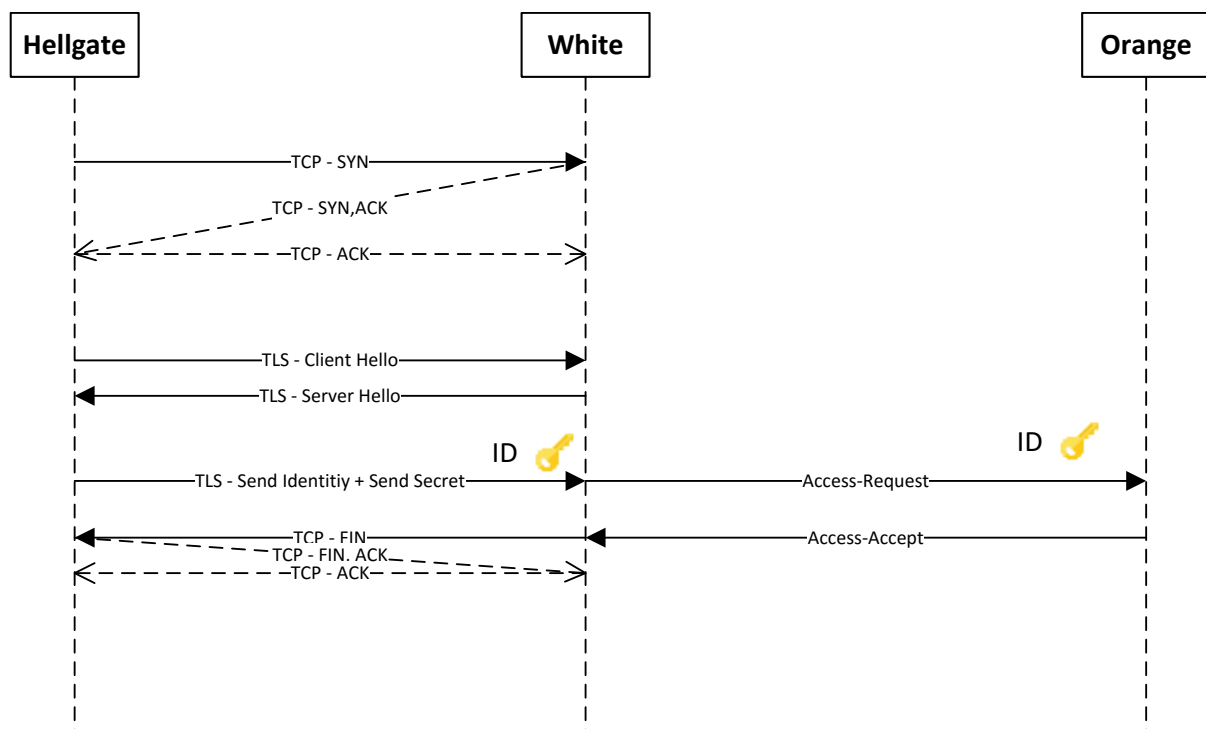 Hellgate
White
Orange
TCP - SYN
TCP - SYN,ACK
TCP - ACK
TLS - Client Hello
TLS - Server Hello
ID
ID
TLS - Send Identitiy + Send Secret
Access-Request
TCP - FIN
Access-Accept
TCP - FIN, ACK
TCP - ACK